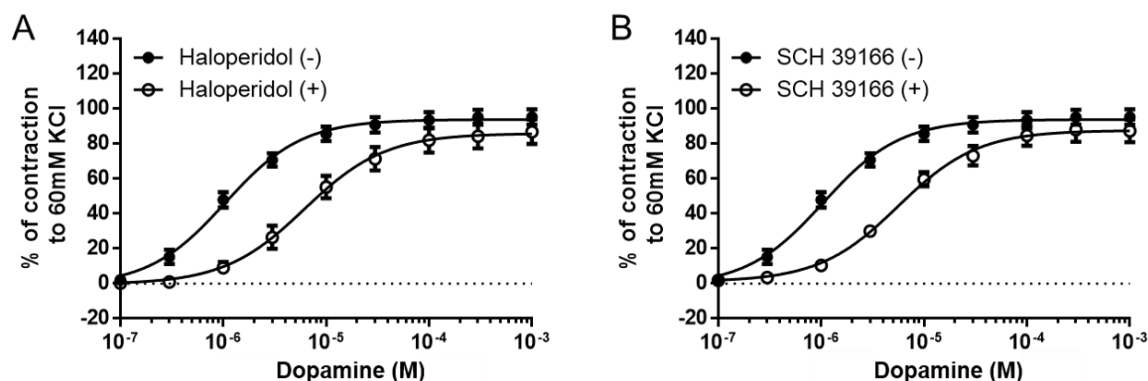 A
% of contraction
to 60mM KCl
140
120
100
80
60
40
20
0
-20
Haloperidol (-)
Haloperidol (+)
10-7
10-6
10-5
10-4
10-3
Dopamine (M)
B
% of contraction
to 60mM KCl
140
120
100
80
60
40
20
0
-20
SCH 39166 (-)
SCH 39166 (+)
10-7
10-6
10-5
10-4
10-3
Dopamine (M)